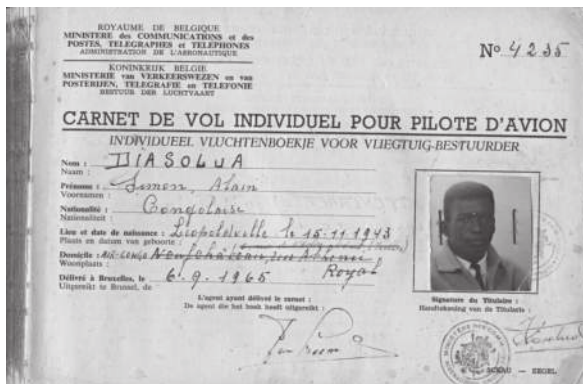 ROYAUME DE BELGIQUE
MINISTERE des COMMUNICATIONS et des
POSTES, TELEGRAPHES et TELEPHONES
ADMINISTRATION DE L'AERONAUTIQUE
KONINKRIJK BELGIE
MINISTERIE van VERKEERSWEZEN en van
POSTERIJEN, TELEGRAFIE en TELEFONIE
BESTUUR DER LUCHTVAART
Nº 4235
CARNET DE VOL INDIVIDUEL POUR PILOTE D'AVION
INDIVIDUEEL VLUCHTENBOEKJE VOOR VLIEGTUIG-BESTUURDER
Nom : DIASOLUA
Naam :
Prénoms : Simon, Alain
Voornamen :
Nationalité : Congolaise
Nationaliteit :
Lieu et date de naissance : Léopoldville le 15.11.1943
Plaats en datum van geboorte :
Domicile : Neufchâteau, Athénée
Woonplaats : Royal
Délivré à Bruxelles, le 6.9.1965
Uitgereikt te Brussel, de
L'agent ayant délivré le carnet :
De agent die het boek heeft uitgereikt :
Signature du Titulaire :
Handtekening van de Titularis :
SCEAU — ZEGEL